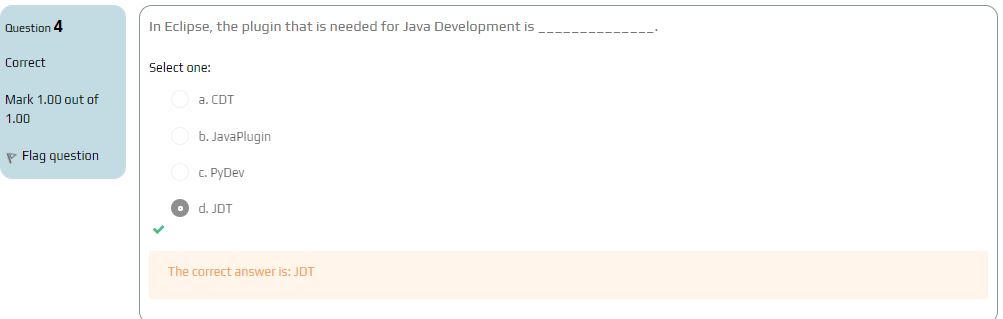 Question 4
Correct
Mark 1.00 out of
1.00
Flag question
In Eclipse, the plugin that is needed for Java Development is ______________.
Select one:
a. CDT
b. JavaPlugin
c. PyDev
d. JDT
The correct answer is: JDT